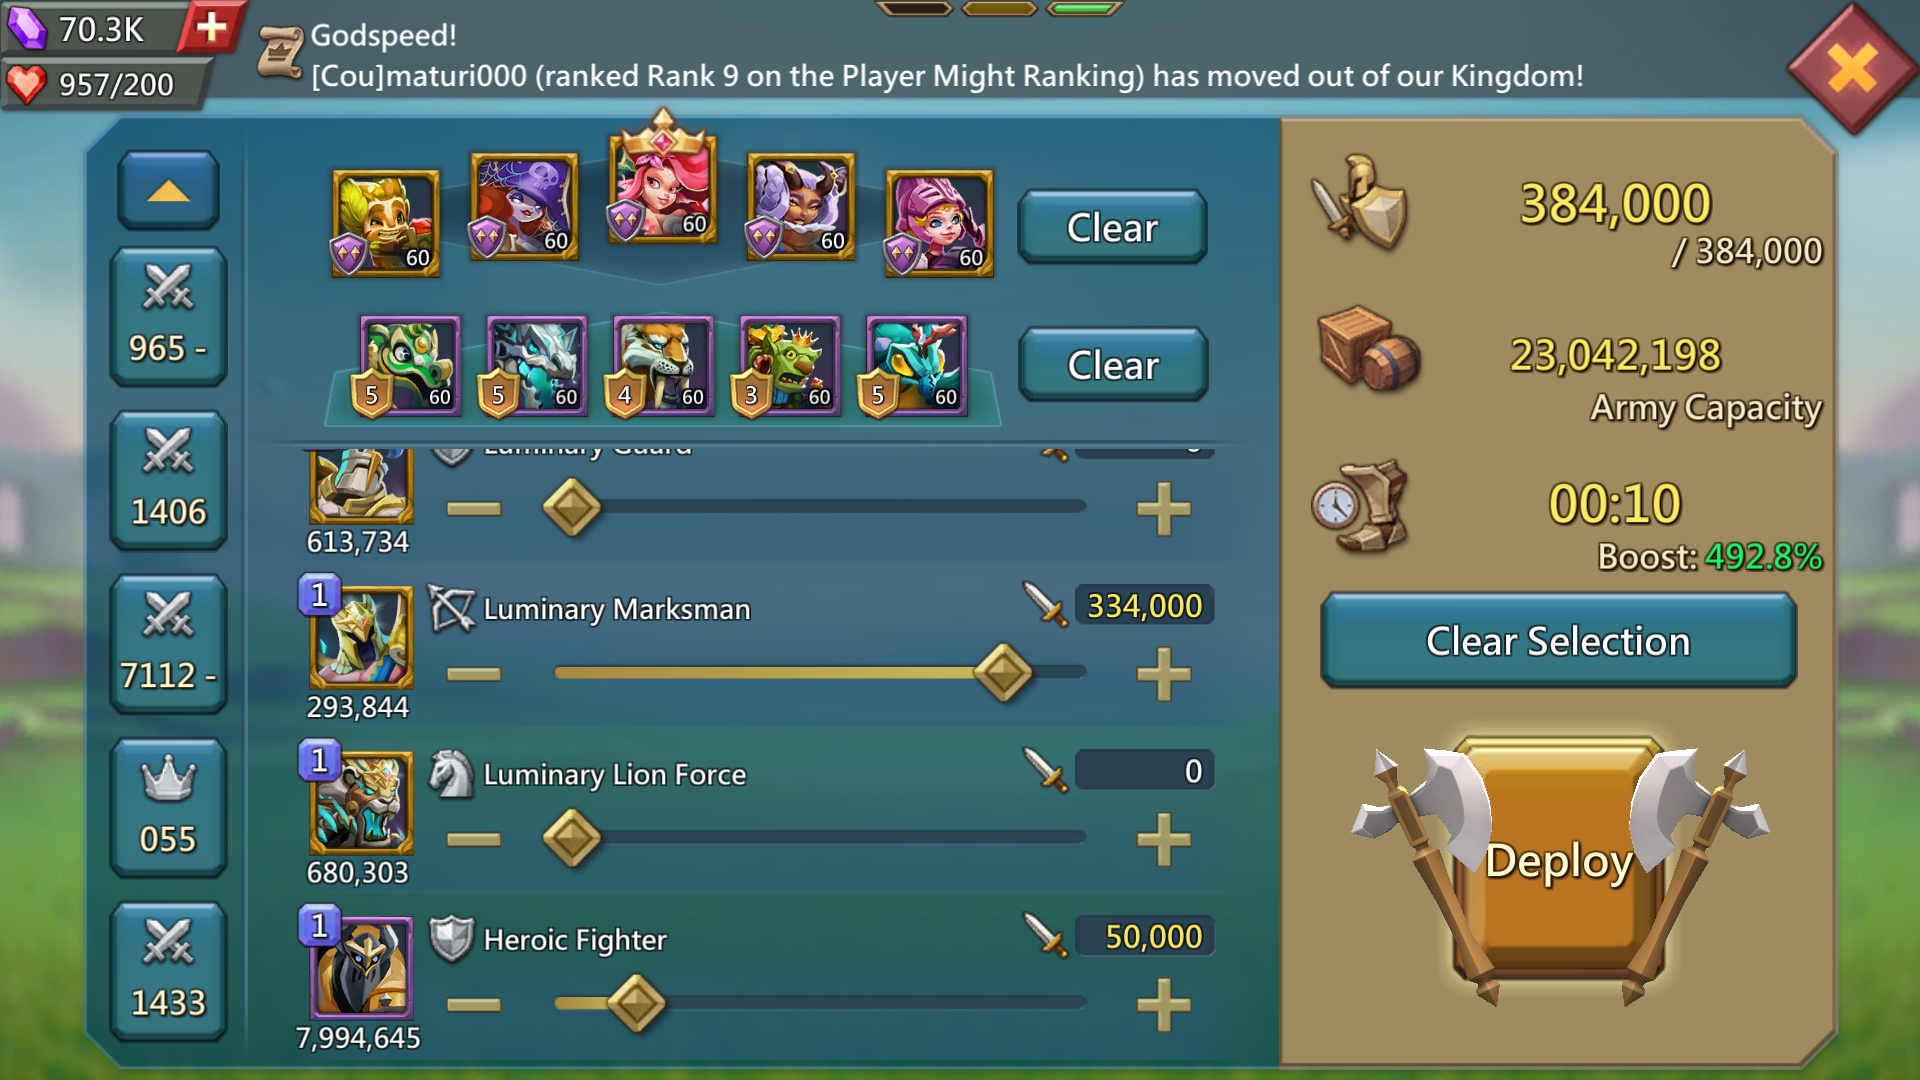 70.3K
957/200
Godspeed!
[Cou]maturi000 (ranked Rank 9 on the Player Might Ranking) has moved out of our Kingdom!
965 -
1406
7112 -
055
1433
60
60
60
60
60
Clear
5 60
5 60
4 60
3 60
5 60
Clear
Luminary Guard
0
613,734
1
Luminary Marksman
334,000
293,844
1
Luminary Lion Force
0
680,303
1
Heroic Fighter
50,000
7,994,645
384,000
/ 384,000
23,042,198
Army Capacity
00:10
Boost: 492.8%
Clear Selection
Deploy